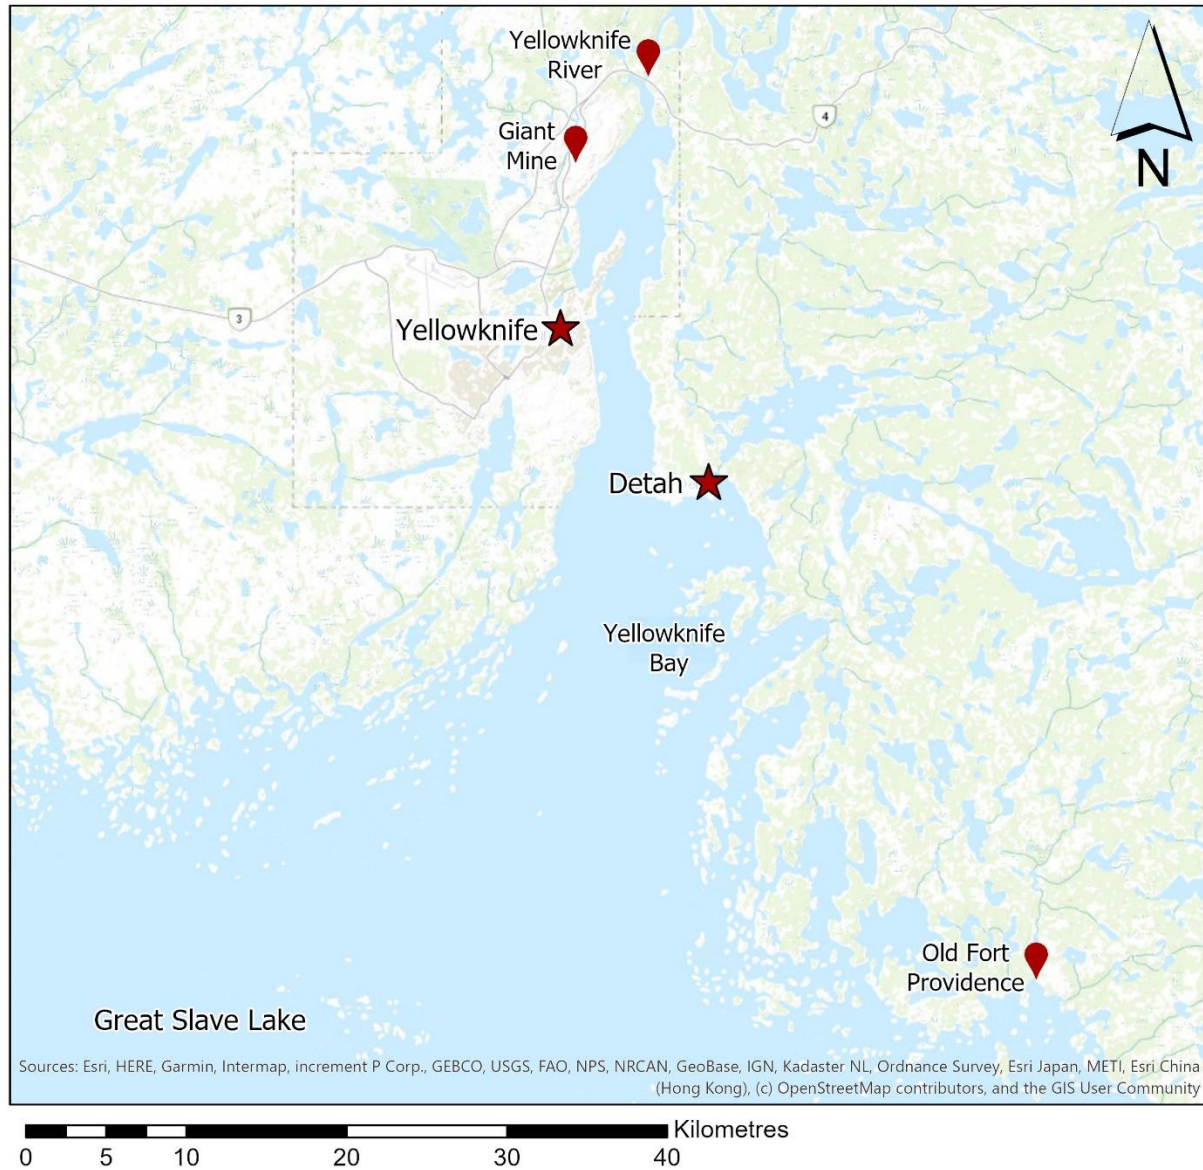 Yellowknife
River
4
Giant
Mine
N
3
Yellowknife
Detah
Yellowknife
Bay
Old Fort
Providence
Great Slave Lake
Sources: Esri, HERE, Garmin, Intermap, increment P Corp., GEBCO, USGS, FAO, NPS, NRCAN, GeoBase, IGN, Kadaster NL, Ordnance Survey, Esri Japan, METI, Esri China
(Hong Kong), (c) OpenStreetMap contributors, and the GIS User Community
Kilometres
0 5 10 20 30 40